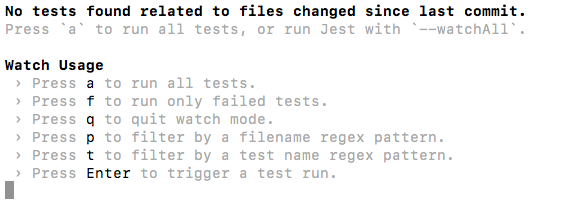 No tests found related to files changed since last commit.
Press `a` to run all tests, or run Jest with `--watchAll`.
Watch Usage
› Press a to run all tests.
› Press f to run only failed tests.
› Press q to quit watch mode.
› Press p to filter by a filename regex pattern.
› Press t to filter by a test name regex pattern.
› Press Enter to trigger a test run.